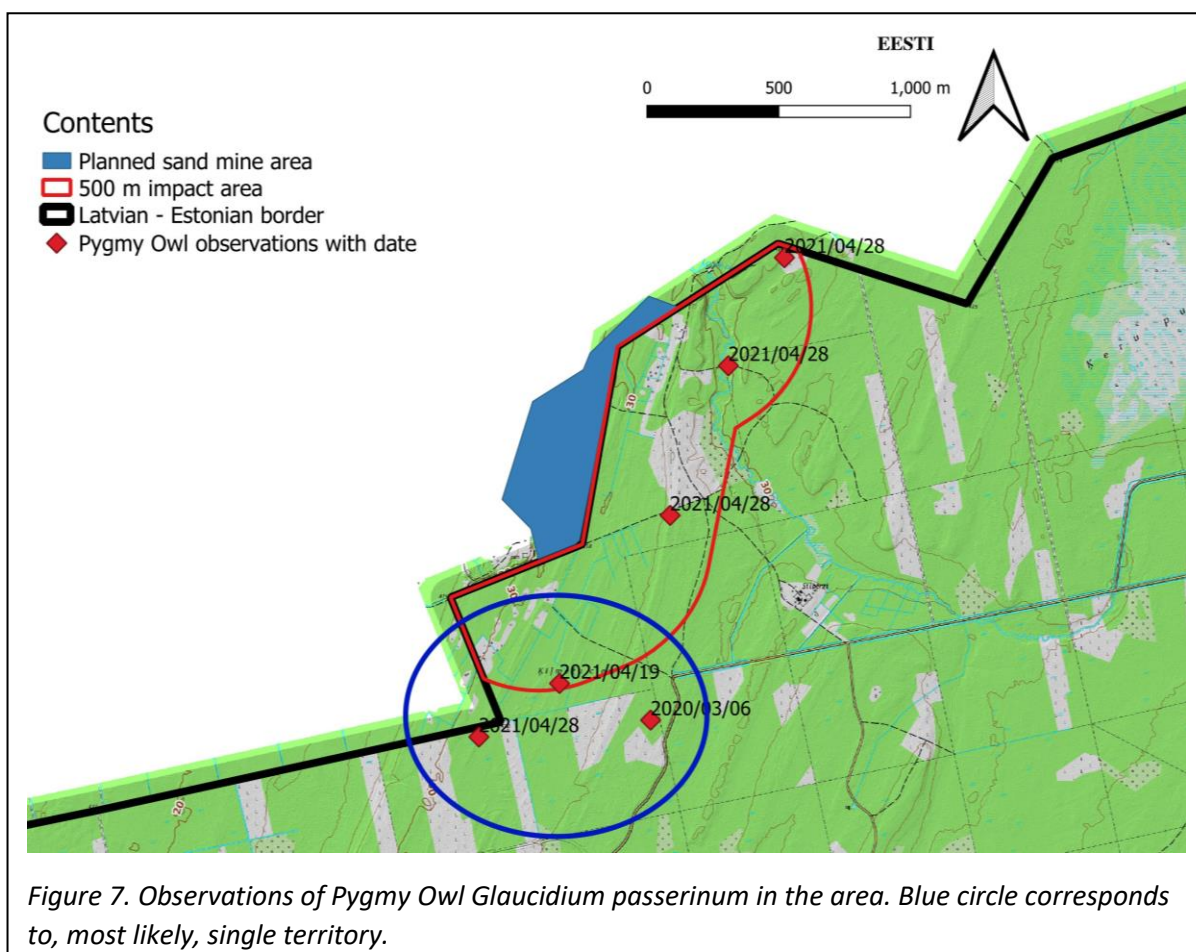 EESTI
0 500 1,000 m
Contents
Planned sand mine area
500 m impact area
Latvian - Estonian border
Pygmy Owl observations with date
2021/04/28
2021/04/28
30
2021/04/28
30
30
2021/04/19
2020/03/06
2021/04/28
20
Figure 7. Observations of Pygmy Owl Glaucidium passerinum in the area. Blue circle corresponds
to, most likely, single territory.